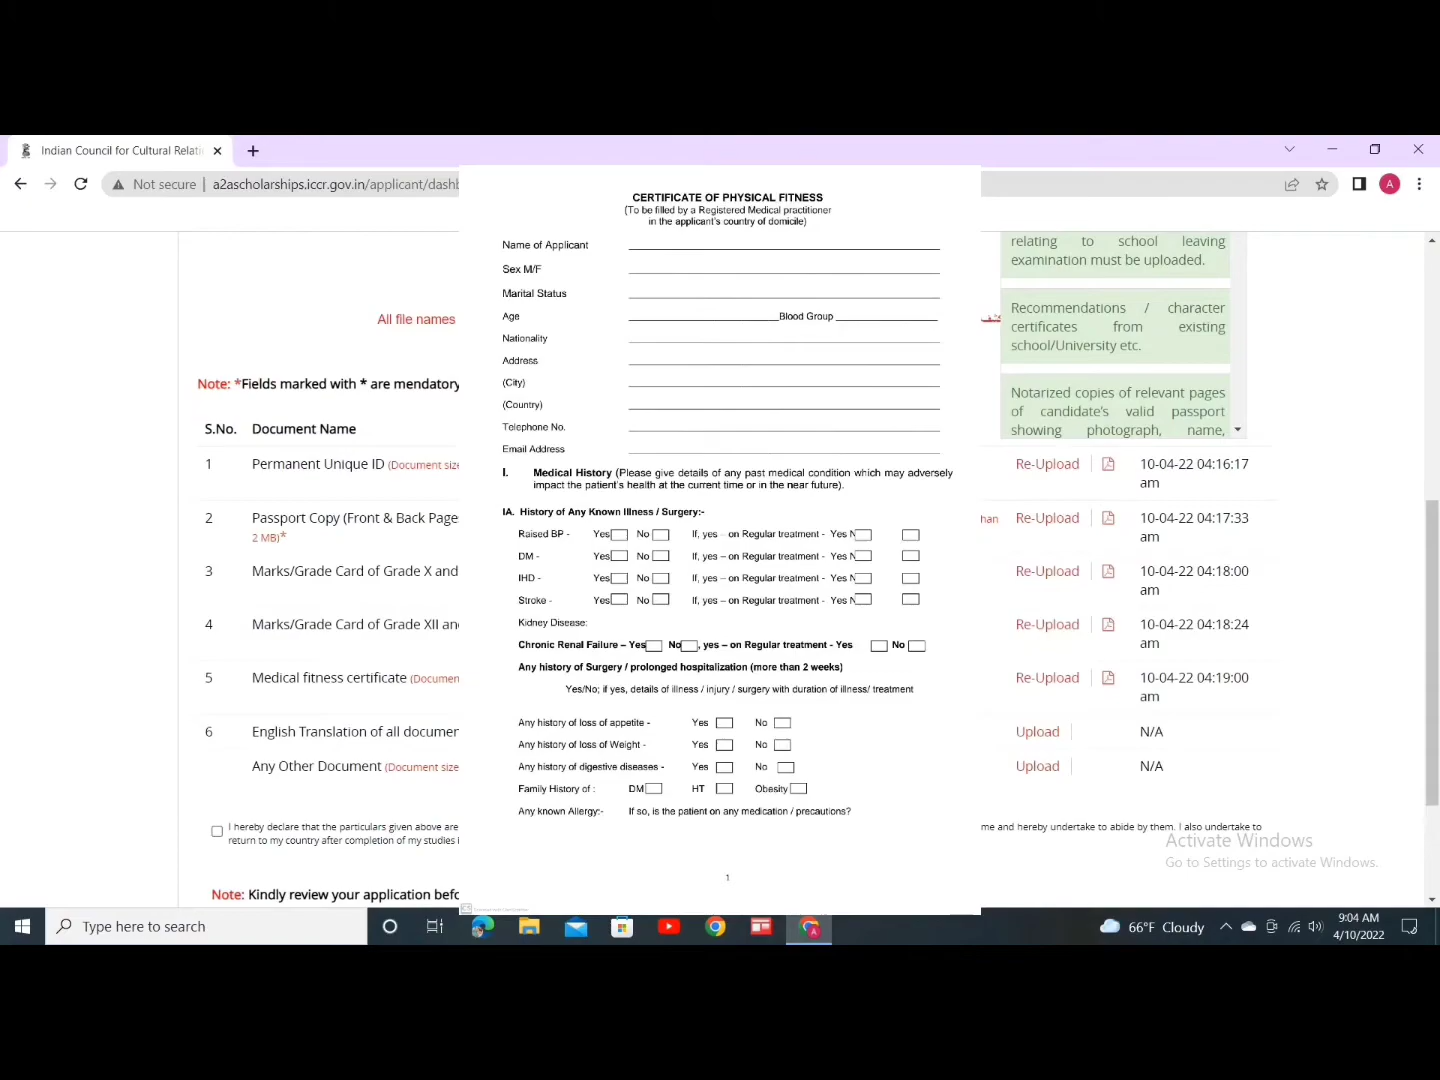 Indian Council for Cultural Relati
Not secure | a2ascholarships.iccr.gov.in/applicant/dashb
A
CERTIFICATE OF PHYSICAL FITNESS
(To be filled by a Registered Medical practitioner
in the applicant's country of domicile)
Name of Applicant
Sex M/F
Marital Status
Age Blood Group
Nationality
Address
(City)
(Country)
Telephone No.
Email Address
I. Medical History (Please give details of any past medical condition which may adversely
impact the patient's health at the current time or in the near future).
IA. History of Any Known Illness / Surgery:-
Raised BP - Yes No If, yes – on Regular treatment - Yes N
DM - Yes No If, yes – on Regular treatment - Yes N
IHD - Yes No If, yes – on Regular treatment - Yes N
Stroke - Yes No If, yes – on Regular treatment - Yes N
Kidney Disease:
Chronic Renal Failure – Yes No , yes – on Regular treatment - Yes No
Any history of Surgery / prolonged hospitalization (more than 2 weeks)
Yes/No; if yes, details of illness / injury / surgery with duration of illness/ treatment
Any history of loss of appetite - Yes No
Any history of loss of Weight - Yes No
Any history of digestive diseases - Yes No
Family History of : DM HT Obesity
Any known Allergy:- If so, is the patient on any medication / precautions?
1
relating to school leaving
examination must be uploaded.
Recommendations / character
certificates from existing
school/University etc.
Notarized copies of relevant pages
of candidate's valid passport
showing photograph, name,
All file names
Note: *Fields marked with * are mendatory
S.No. Document Name
1 Permanent Unique ID (Document size Re-Upload 10-04-22 04:16:17
am
2 Passport Copy (Front & Back Page han Re-Upload 10-04-22 04:17:33
2 MB)* am
3 Marks/Grade Card of Grade X and Re-Upload 10-04-22 04:18:00
am
4 Marks/Grade Card of Grade XII an Re-Upload 10-04-22 04:18:24
am
5 Medical fitness certificate (Documen Re-Upload 10-04-22 04:19:00
am
6 English Translation of all documen Upload N/A
Any Other Document (Document size Upload N/A
I hereby declare that the particulars given above are me and hereby undertake to abide by them. I also undertake to
return to my country after completion of my studies i
Activate Windows
Go to Settings to activate Windows.
Note: Kindly review your application befo
Type here to search
66°F Cloudy
9:04 AM
4/10/2022